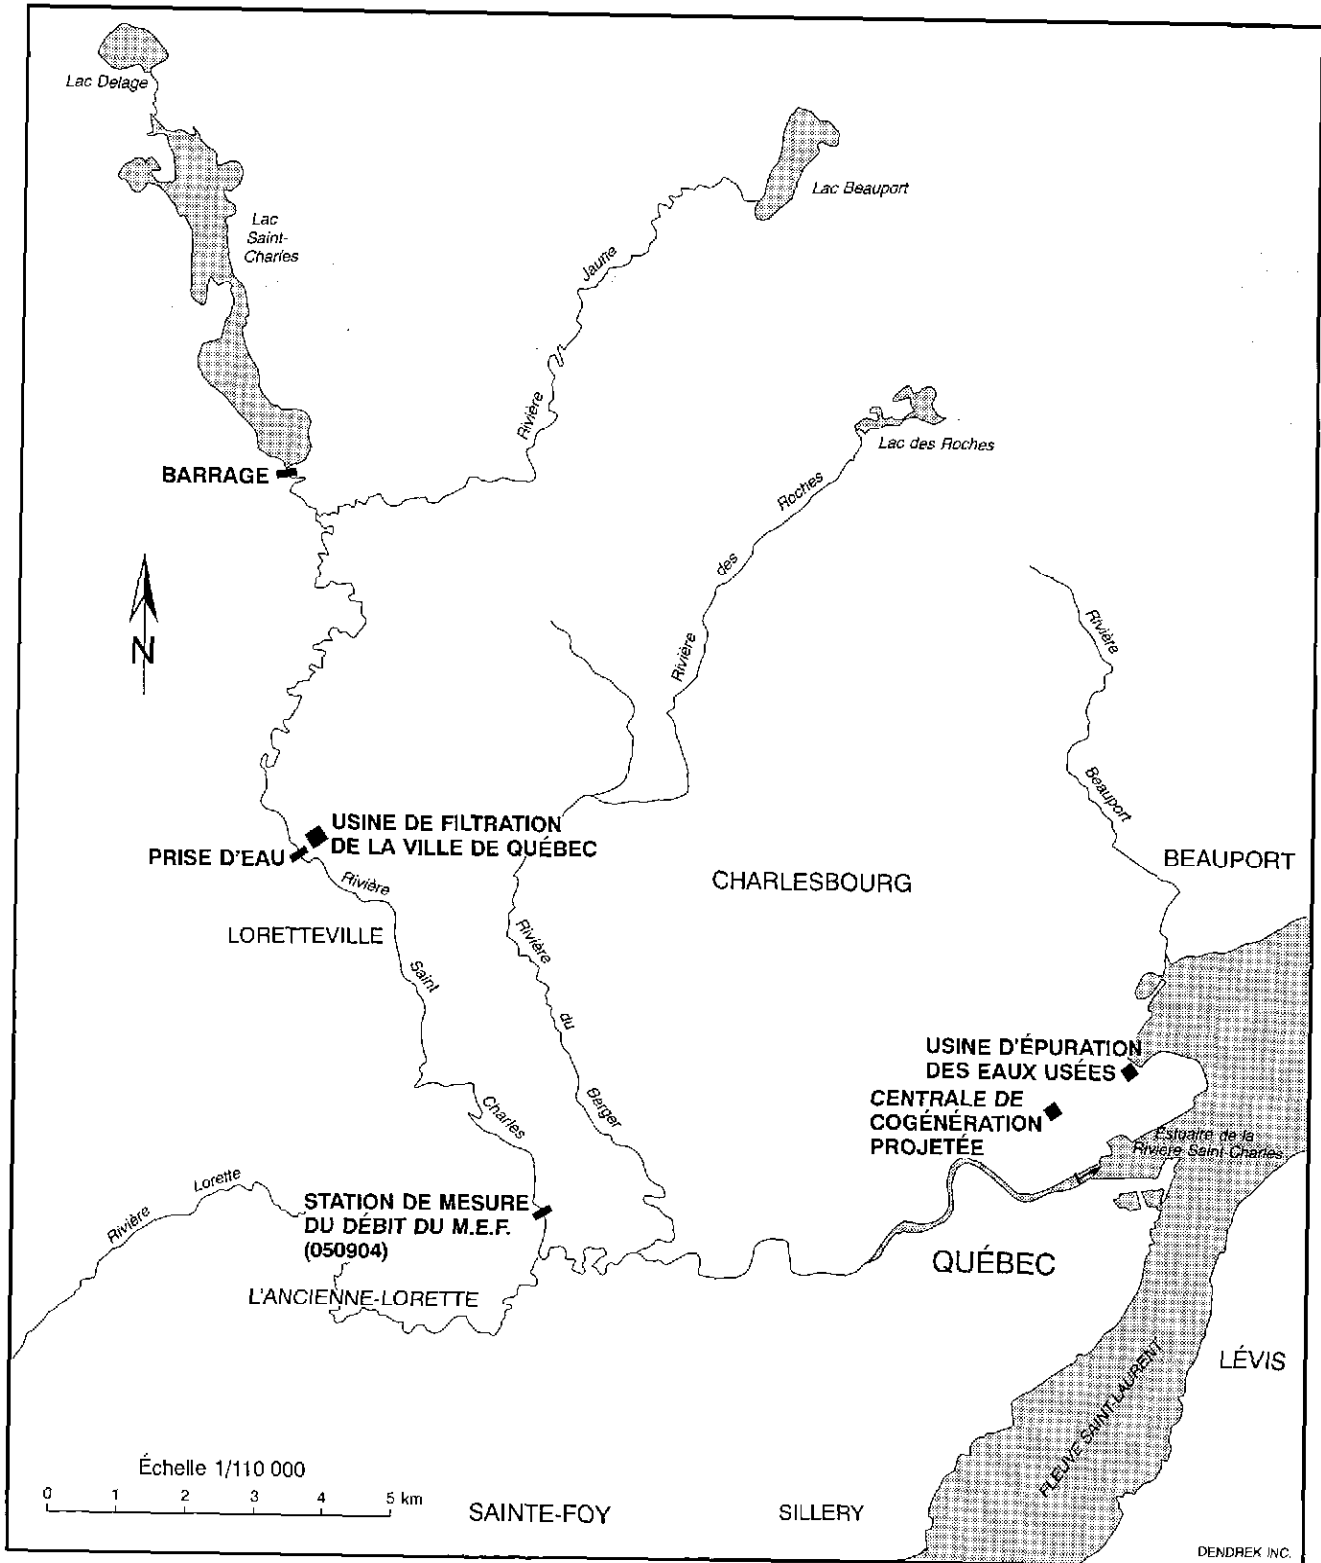 Lac Delage
Lac
Saint-
Charles
Lac Beauport
Jaune
Rivière
Lac des Roches
BARRAGE
Roches
des
Rivière
N
Rivière
Beauport
USINE DE FILTRATION
DE LA VILLE DE QUÉBEC
PRISE D'EAU
Rivière
Saint
Charles
LORETTEVILLE
CHARLESBOURG
BEAUPORT
Rivière
du
Berger
USINE D'ÉPURATION
DES EAUX USÉES
CENTRALE DE
COGÉNÉRATION
PROJETÉE
Estuaire de la
Rivière Saint-Charles
Rivière
Lorette
STATION DE MESURE
DU DÉBIT DU M.E.F.
(050904)
L'ANCIENNE-LORETTE
QUÉBEC
LÉVIS
FLEUVE SAINT-LAURENT
Échelle 1/110 000
0 1 2 3 4 5 km
SAINTE-FOY
SILLERY
DENDREK INC.